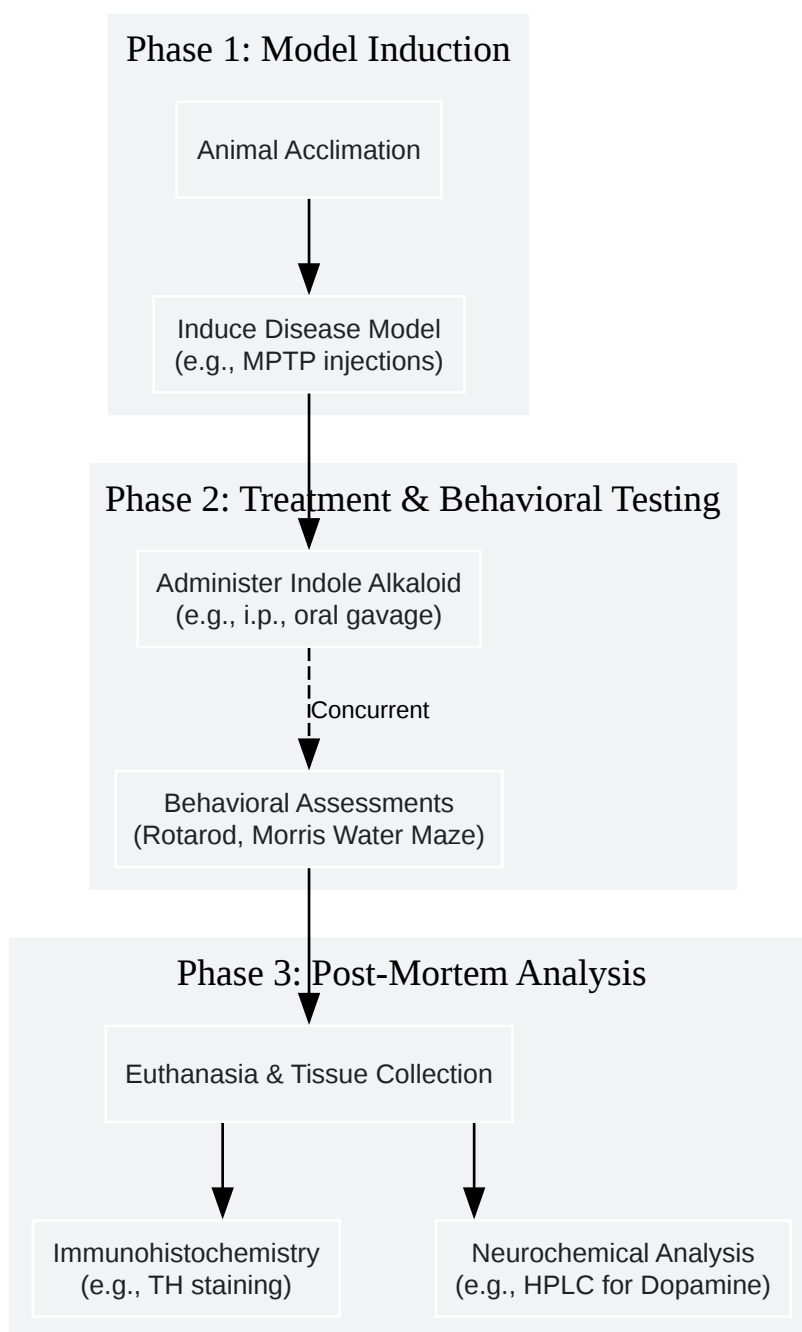 Phase 1: Model Induction
Animal Acclimation
Induce Disease Model
(e.g., MPTP injections)
Phase 2: Treatment & Behavioral Testing
Administer Indole Alkaloid
(e.g., i.p., oral gavage)
Concurrent
Behavioral Assessments
(Rotarod, Morris Water Maze)
Phase 3: Post-Mortem Analysis
Euthanasia & Tissue Collection
Immunohistochemistry
(e.g., TH staining)
Neurochemical Analysis
(e.g., HPLC for Dopamine)